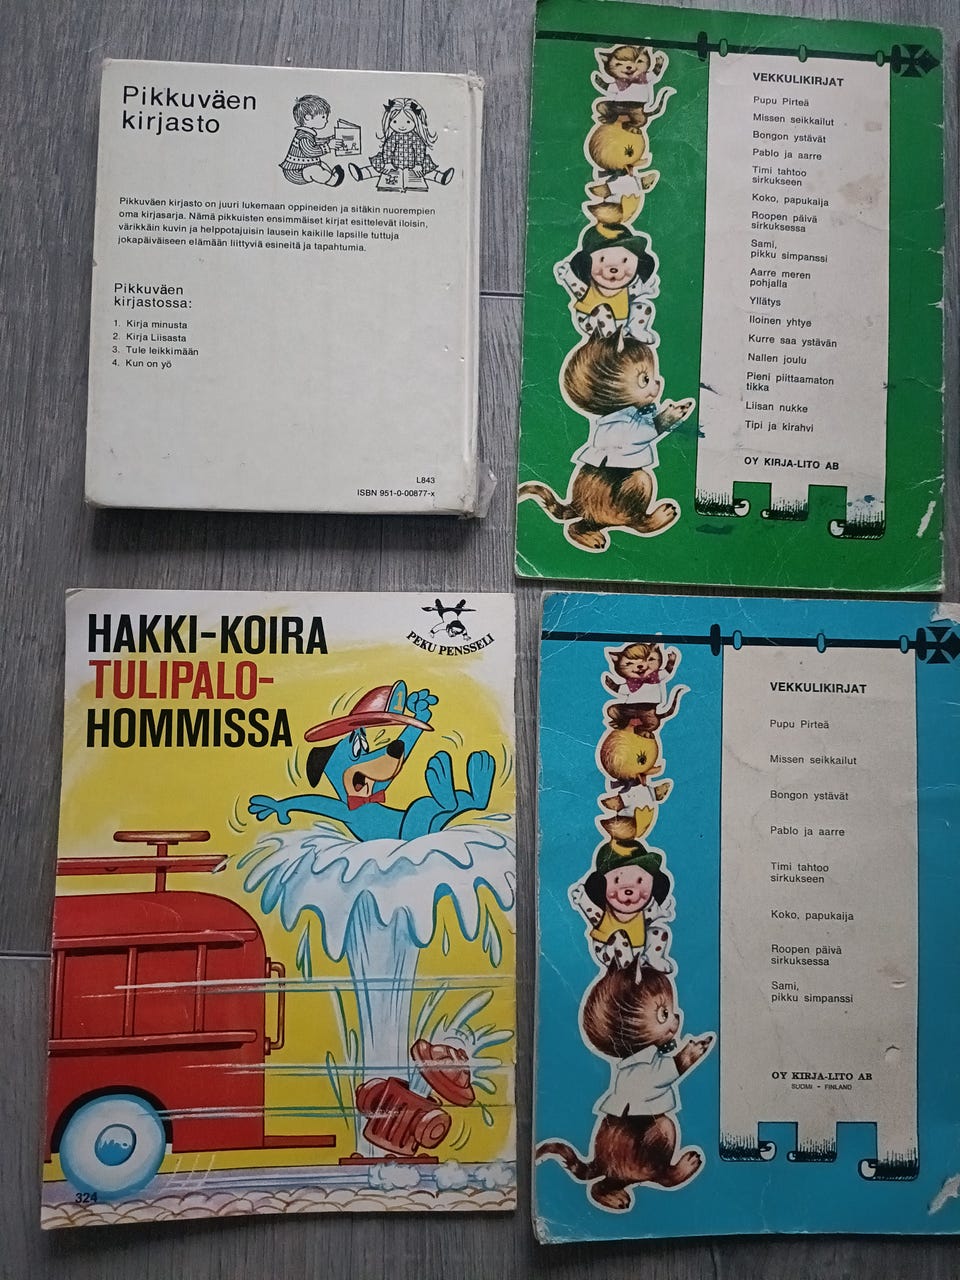 Pikkuväen
kirjasto
Pikkuväen kirjasto on juuri lukemaan oppineiden ja sitäkin nuorempien
oma kirjasarja. Nämä pikkuisten ensimmäiset kirjat esittelevät iloisin,
värikkäin kuvin ja helppotajuisin lausein kaikille lapsille tuttuja
jokapäiväiseen elämään liittyviä esineitä ja tapahtumia.
Pikkuväen
kirjastossa:
1. Kirja minusta
2. Kirja Liisasta
3. Tule leikkimään
4. Kun on yö
L843
ISBN 951-0-00877-x
VEKKULIKIRJAT
Pupu Pirteä
Missen seikkailut
Bongon ystävät
Pablo ja aarre
Timi tahtoo
sirkukseen
Koko, papukaija
Roopen päivä
sirkuksessa
Sami,
pikku simpanssi
Aarre meren
pohjalla
Yllätys
Iloinen yhtye
Kurre saa ystävän
Nallen joulu
Pieni piittaamaton
tikka
Liisan nukke
Tipi ja kirahvi
OY KIRJA-LITO AB
HAKKI-KOIRA
TULIPALO-
HOMMISSA
PEKU PENSSELI
1
324
VEKKULIKIRJAT
Pupu Pirteä
Missen seikkailut
Bongon ystävät
Pablo ja aarre
Timi tahtoo
sirkukseen
Koko, papukaija
Roopen päivä
sirkuksessa
Sami,
pikku simpanssi
OY KIRJA-LITO AB
SUOMI - FINLAND